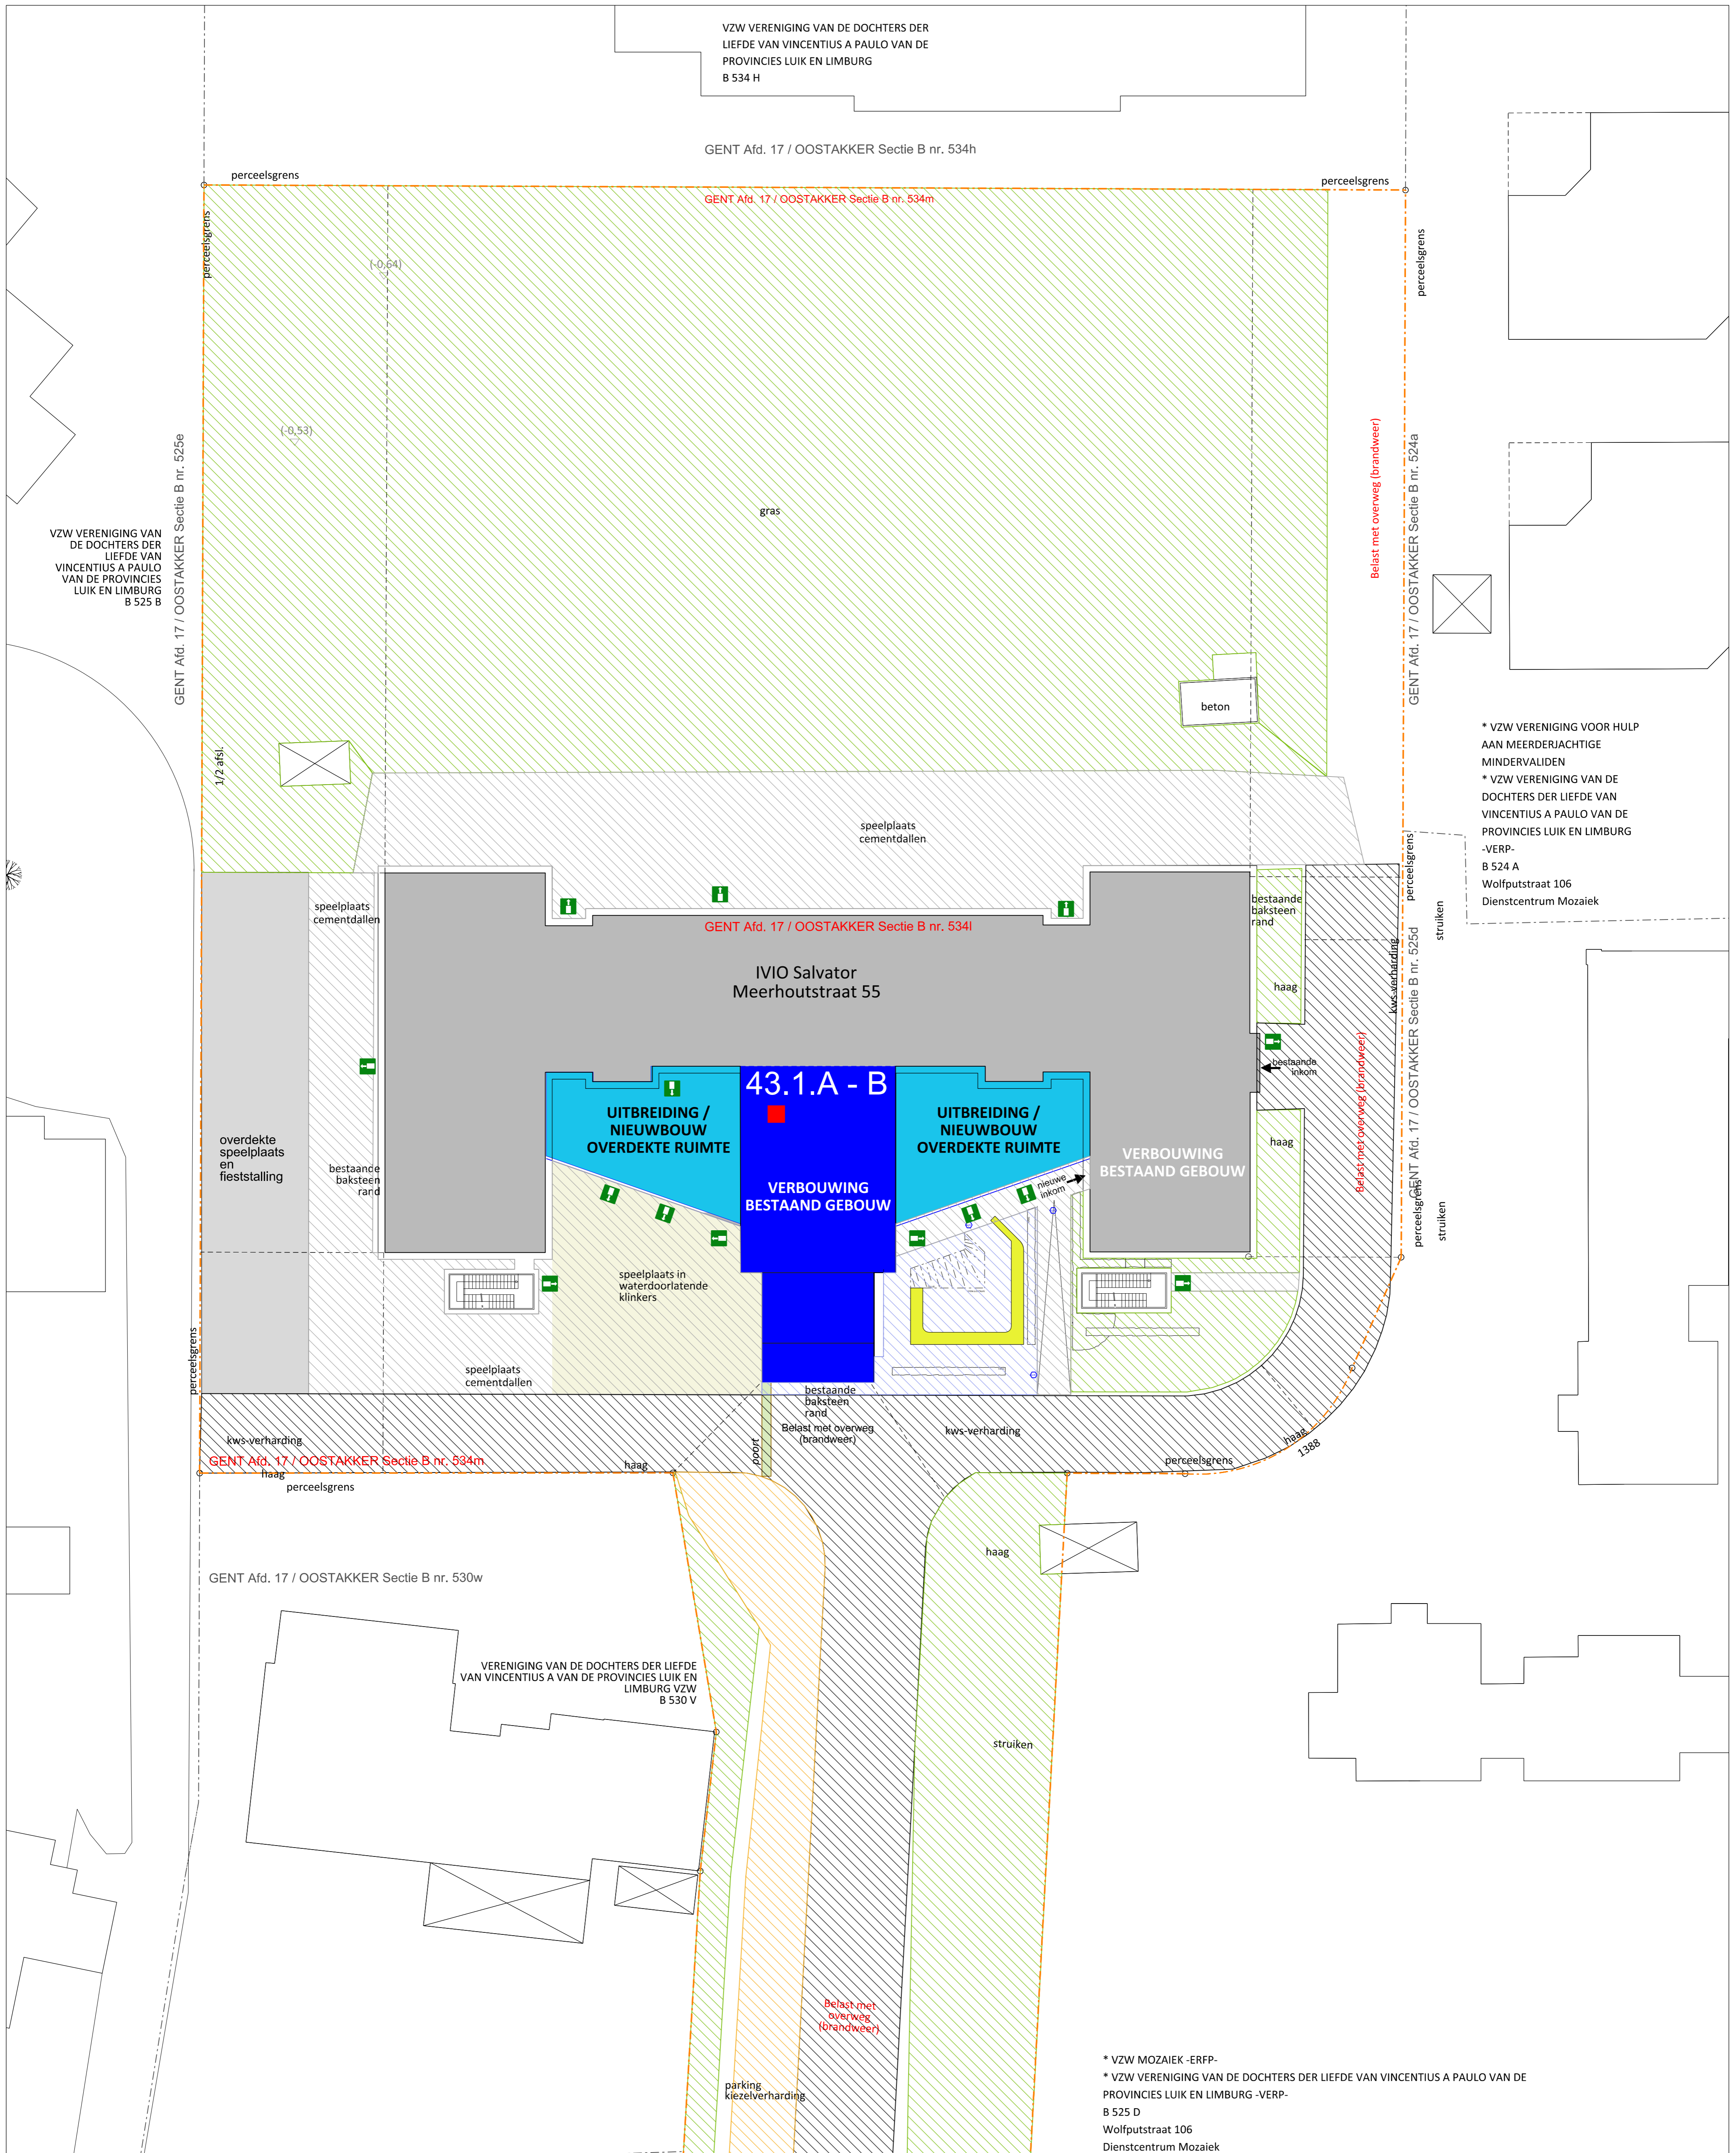 VZW VERENIGING VAN DE DOCHTERS DER
LIEFDE VAN VINCENTIUS A PAULO VAN DE
PROVINCIES LUIK EN LIMBURG
B 534 H
GENT Afd. 17 / OOSTAKKER Sectie B nr. 534h
perceelsgrens
perceelsgrens
GENT Afd. 17 / OOSTAKKER Sectie B nr. 534m
perceelsgrens
perceelsgrens
(-0,64)
(-0,53)
gras
GENT Afd. 17 / OOSTAKKER Sectie B nr. 525e
Belast met overweg (brandweer)
GENT Afd. 17 / OOSTAKKER Sectie B nr. 524a
VZW VERENIGING VAN
DE DOCHTERS DER
LIEFDE VAN
VINCENTIUS A PAULO
VAN DE PROVINCIES
LUIK EN LIMBURG
B 525 B
beton
1/2 afsl.
* VZW VERENIGING VOOR HULP
AAN MEERDERJACHTIGE
MINDERVALIDEN
* VZW VERENIGING VAN DE
DOCHTERS DER LIEFDE VAN
VINCENTIUS A PAULO VAN DE
PROVINCIES LUIK EN LIMBURG
-VERP-
B 524 A
Wolfputstraat 106
Dienstcentrum Mozaiek
speelplaats
cementdallen
perceelsgrens
struiken
speelplaats
cementdallen
bestaande
baksteen
rand
GENT Afd. 17 / OOSTAKKER Sectie B nr. 534l
IVIO Salvator
Meerhoutstraat 55
kws-verharding
haag
GENT Afd. 17 / OOSTAKKER Sectie B nr. 525d
bestaande
inkom
Belast met overweg (brandweer)
43.1.A - B
UITBREIDING /
NIEUWBOUW
OVERDEKTE RUIMTE
UITBREIDING /
NIEUWBOUW
OVERDEKTE RUIMTE
overdekte
speelplaats
en
fietsstalling
haag
VERBOUWING
BESTAAND GEBOUW
bestaande
baksteen
rand
VERBOUWING
BESTAAND GEBOUW
nieuwe
inkom
perceelsgrens
struiken
speelplaats in
waterdoorlatende
klinkers
perceelsgrens
speelplaats
cementdallen
bestaande
baksteen
rand
Belast met overweg
(brandweer)
kws-verharding
kws-verharding
poort
haag
1388
GENT Afd. 17 / OOSTAKKER Sectie B nr. 534m
haag
haag
perceelsgrens
perceelsgrens
haag
GENT Afd. 17 / OOSTAKKER Sectie B nr. 530w
VERENIGING VAN DE DOCHTERS DER LIEFDE
VAN VINCENTIUS A VAN DE PROVINCIES LUIK EN
LIMBURG VZW
B 530 V
struiken
Belast met
overweg
(brandweer)
parking
kiezelverharding
* VZW MOZAIEK -ERFP-
* VZW VERENIGING VAN DE DOCHTERS DER LIEFDE VAN VINCENTIUS A PAULO VAN DE
PROVINCIES LUIK EN LIMBURG -VERP-
B 525 D
Wolfputstraat 106
Dienstcentrum Mozaiek